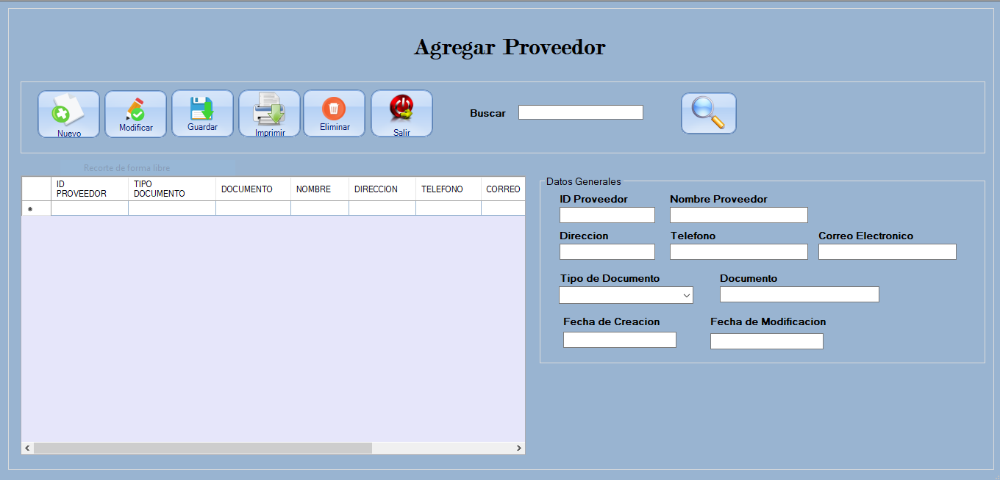 Agregar Proveedor
Nuevo
Modificar
Guardar
Imprimir
Eliminar
Salir
Buscar
Recorte de forma libre
ID
PROVEEDOR
TIPO
DOCUMENTO
DOCUMENTO
NOMBRE
DIRECCION
TELEFONO
CORREO
Datos Generales
ID Proveedor
Nombre Proveedor
Direccion
Telefono
Correo Electronico
Tipo de Documento
Documento
Fecha de Creacion
Fecha de Modificacion